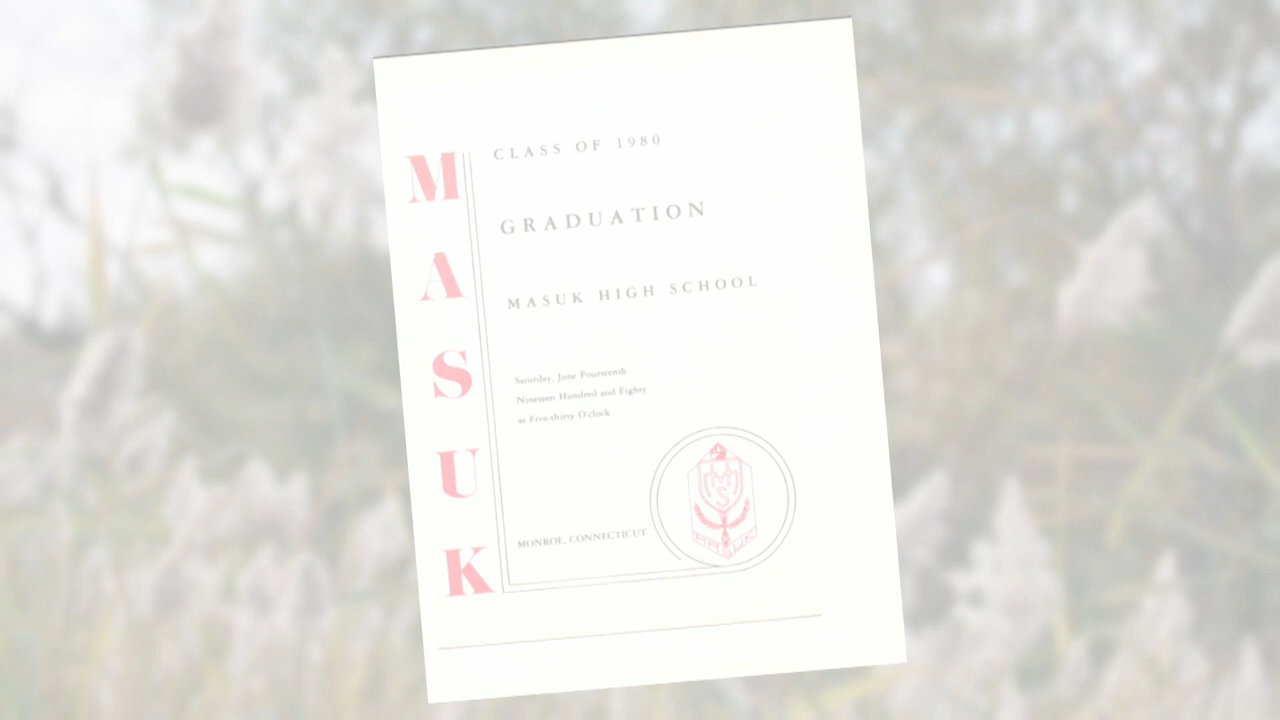 MASUK
CLASS OF 1980
GRADUATION
MASUK HIGH SCHOOL
Saturday, June Fourteenth
Nineteen Hundred and Eighty
at Five-thirty O'clock
MONROE, CONNECTICUT
M
S
MASUK